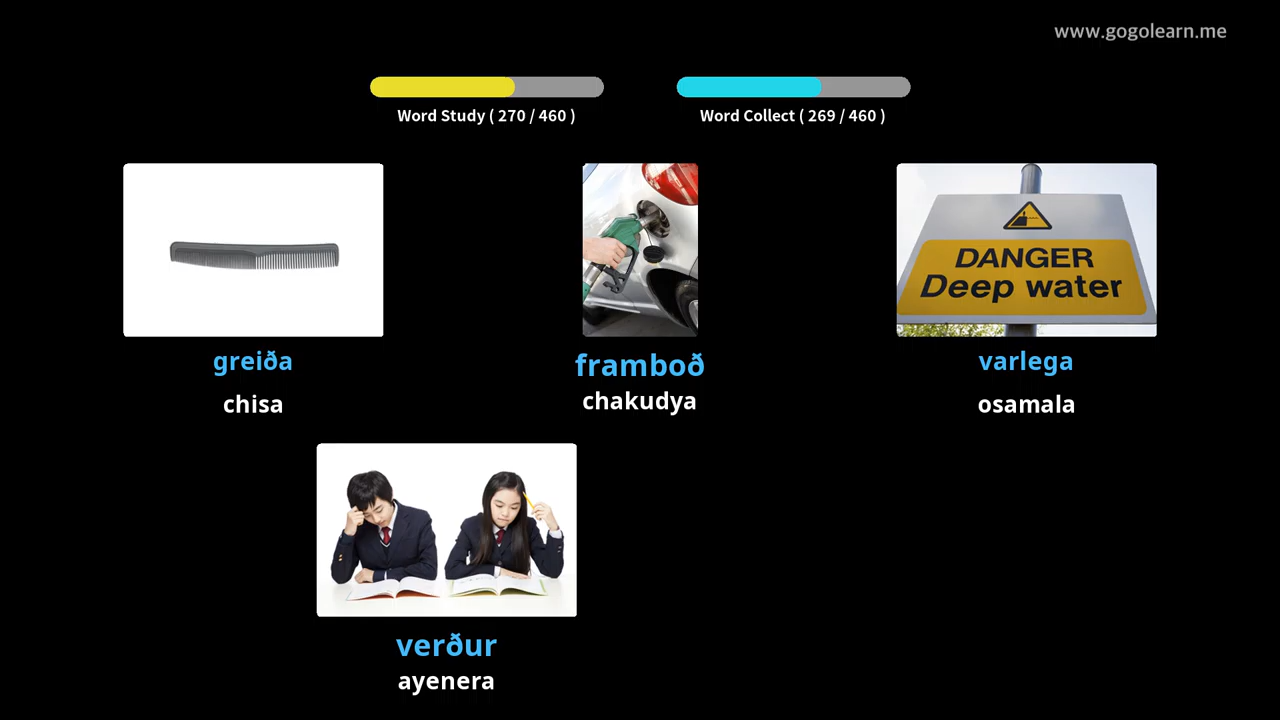 www.gogolearn.me
Word Study ( 270 / 460 )
Word Collect ( 269 / 460 )
DANGER
Deep water
greiða
chisa
framboð
chakudya
varlega
osamala
verður
ayenera